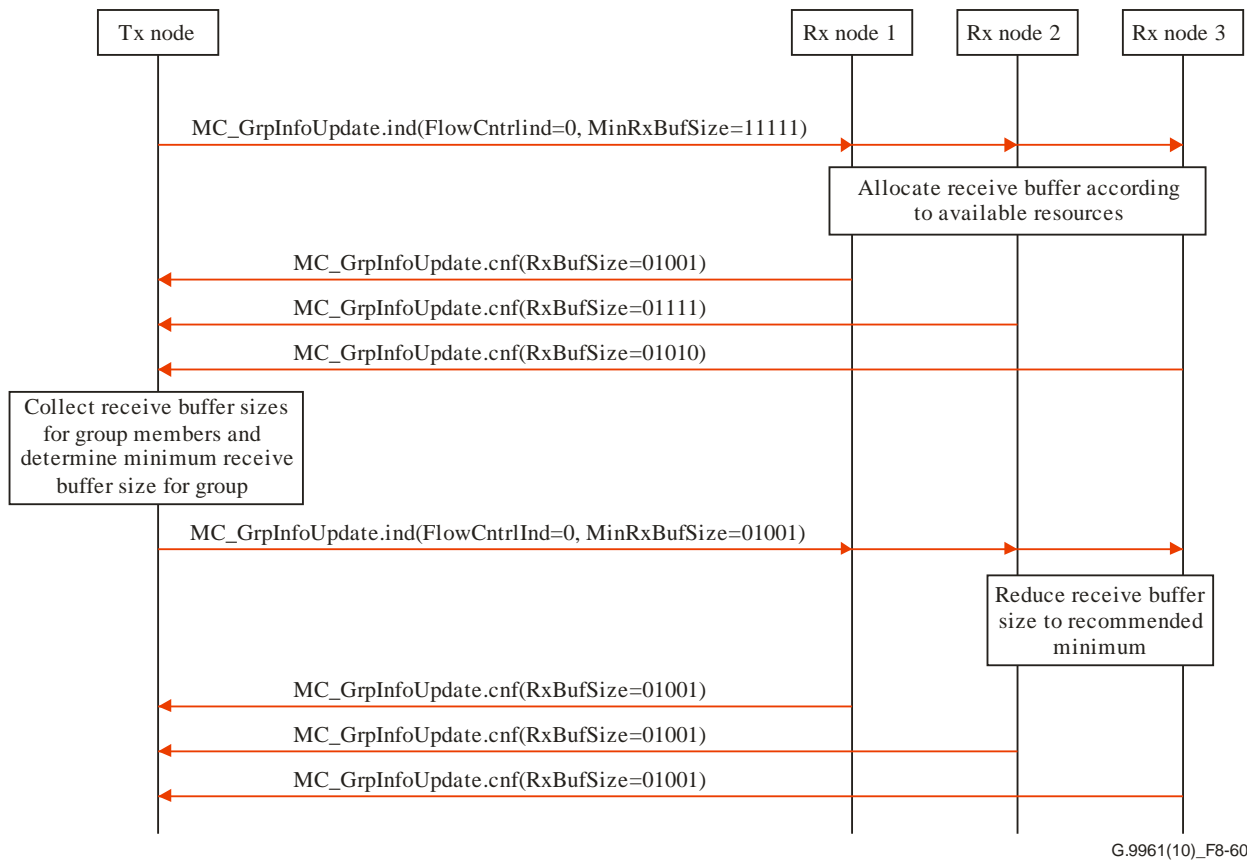 Tx node
Rx node 1
Rx node 2
Rx node 3
MC_GrpInfoUpdate.ind(FlowCntrlind=0, MinRxBufSize=11111)
Allocate receive buffer according
to available resources
MC_GrpInfoUpdate.cnf(RxBufSize=01001)
MC_GrpInfoUpdate.cnf(RxBufSize=01111)
MC_GrpInfoUpdate.cnf(RxBufSize=01010)
Collect receive buffer sizes
for group members and
determine minimum receive
buffer size for group
MC_GrpInfoUpdate.ind(FlowCntrlInd=0, MinRxBufSize=01001)
Reduce receive buffer
size to recommended
minimum
MC_GrpInfoUpdate.cnf(RxBufSize=01001)
MC_GrpInfoUpdate.cnf(RxBufSize=01001)
MC_GrpInfoUpdate.cnf(RxBufSize=01001)
G.9961(10)_F8-60